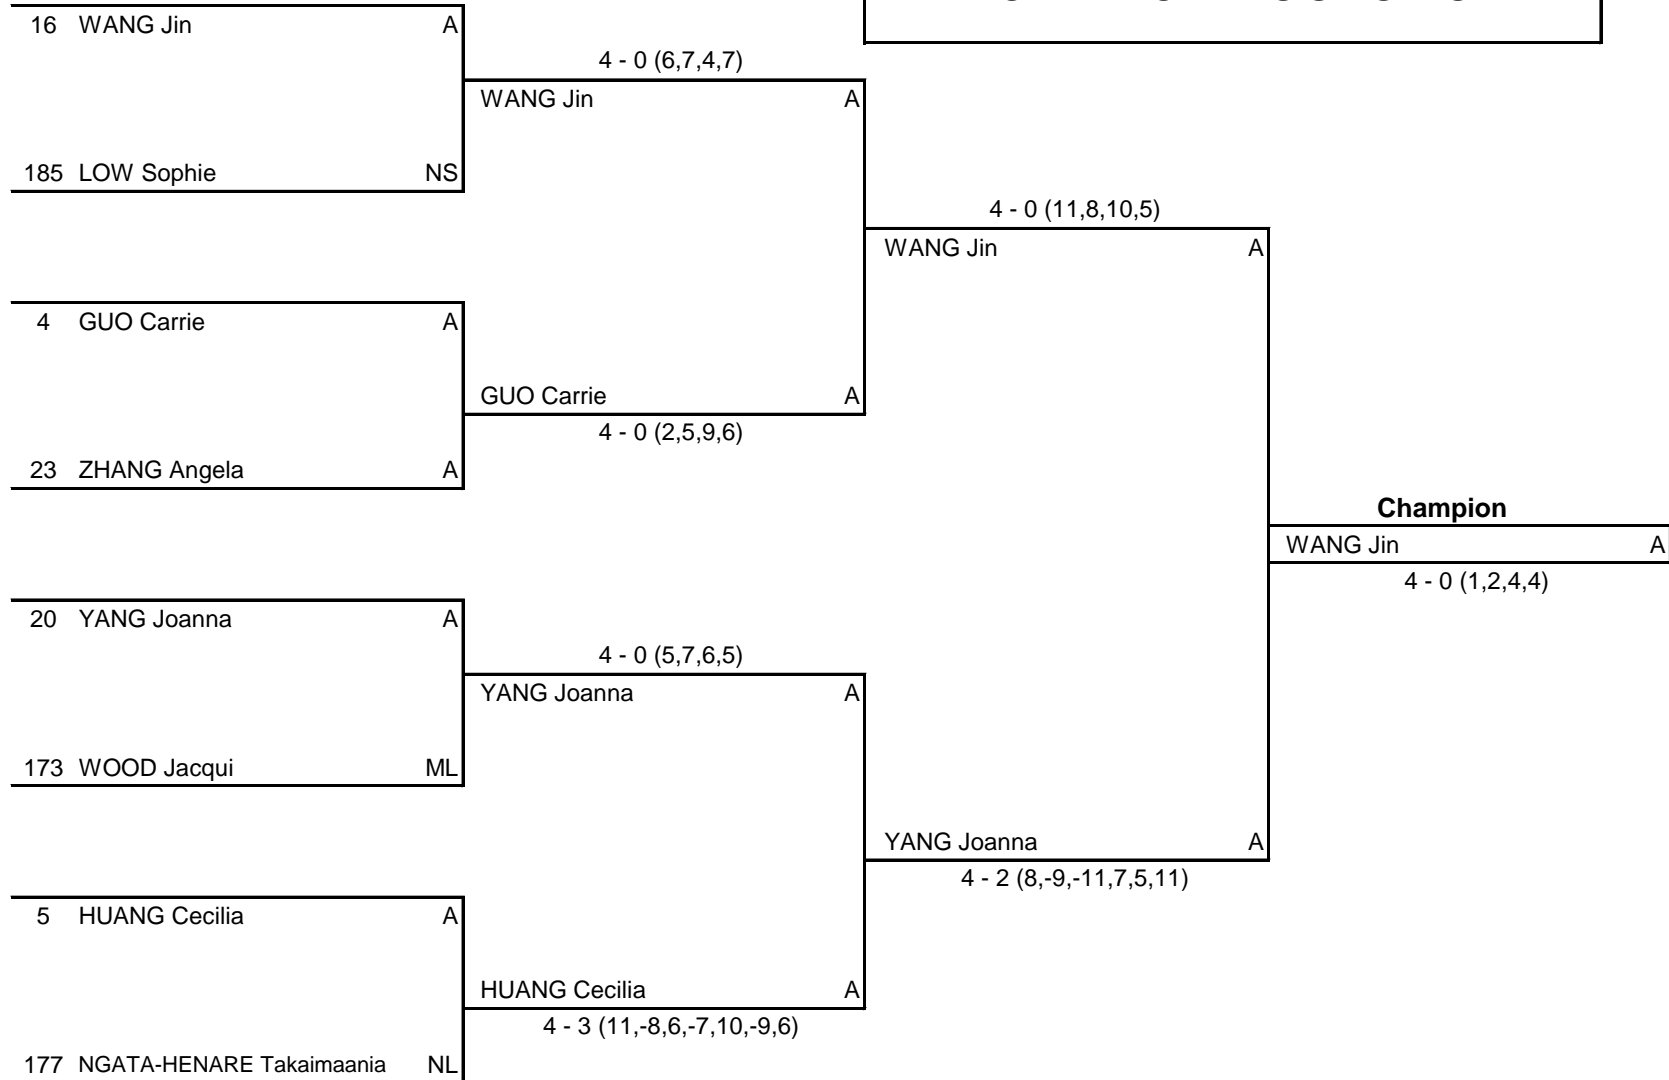 16 WANG Jin A
4 - 0 (6,7,4,7)
WANG Jin A
185 LOW Sophie NS
4 - 0 (11,8,10,5)
WANG Jin A
4 GUO Carrie A
GUO Carrie A
4 - 0 (2,5,9,6)
23 ZHANG Angela A
Champion
WANG Jin A
4 - 0 (1,2,4,4)
20 YANG Joanna A
4 - 0 (5,7,6,5)
YANG Joanna A
173 WOOD Jacqui ML
YANG Joanna A
4 - 2 (8,-9,-11,7,5,11)
5 HUANG Cecilia A
HUANG Cecilia A
4 - 3 (11,-8,6,-7,10,-9,6)
177 NGATA-HENARE Takaimaania NL